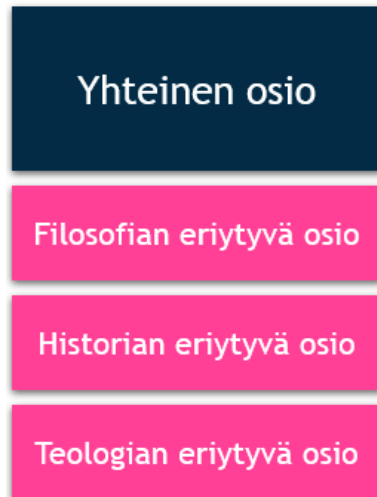 Yhteinen osio
Filosofian eriytyvä osio
Historian eriytyvä osio
Teologian eriytyvä osio